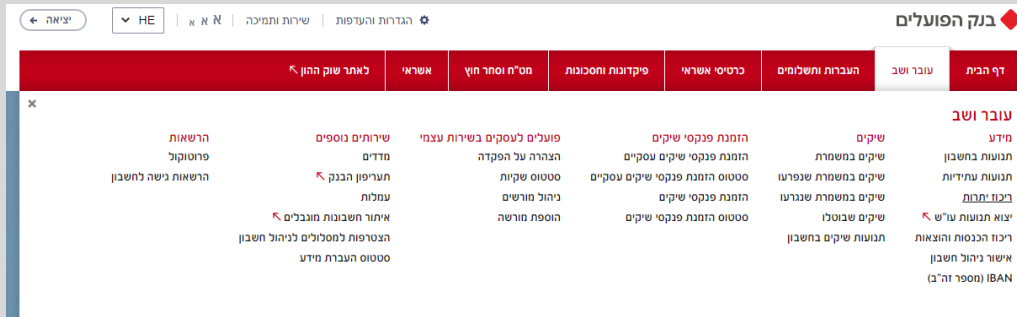 בנק הפועלים
הגדרות והעדפות | שירות ותמיכה | א א א | HE | יציאה
דף הבית
עובר ושב
העברות ותשלומים
כרטיסי אשראי
פיקדונות וחסכונות
מט"ח וסחר חוץ
אשראי
לאתר שוק ההון
עובר ושב
מידע
תנועות בחשבון
תנועות עתידיות
ריכוז יתרות
יצוא תנועות עו"ש
ריכוז הכנסות והוצאות
אישור ניהול חשבון
IBAN (מספר זה"ב)
שיקים
שיקים במשמרת
שיקים במשמרת שנפרעו
שיקים במשמרת שנגרעו
שיקים שבוטלו
תנועות שיקים בחשבון
הזמנת פנקסי שיקים
הזמנת פנקסי שיקים עסקיים
סטטוס הזמנת פנקסי שיקים עסקיים
הזמנת פנקסי שיקים
סטטוס הזמנת פנקסי שיקים
פועלים לעסקים בשירות עצמי
הצהרה על הפקדה
סטטוס שקיות
ניהול מורשים
הוספת מורשה
שירותים נוספים
מדדים
תעריפון הבנק
עמלות
איתור חשבונות מוגבלים
הצטרפות למסלולים לניהול חשבון
סטטוס העברת מידע
הרשאות
פרוטוקול
הרשאות גישה לחשבון